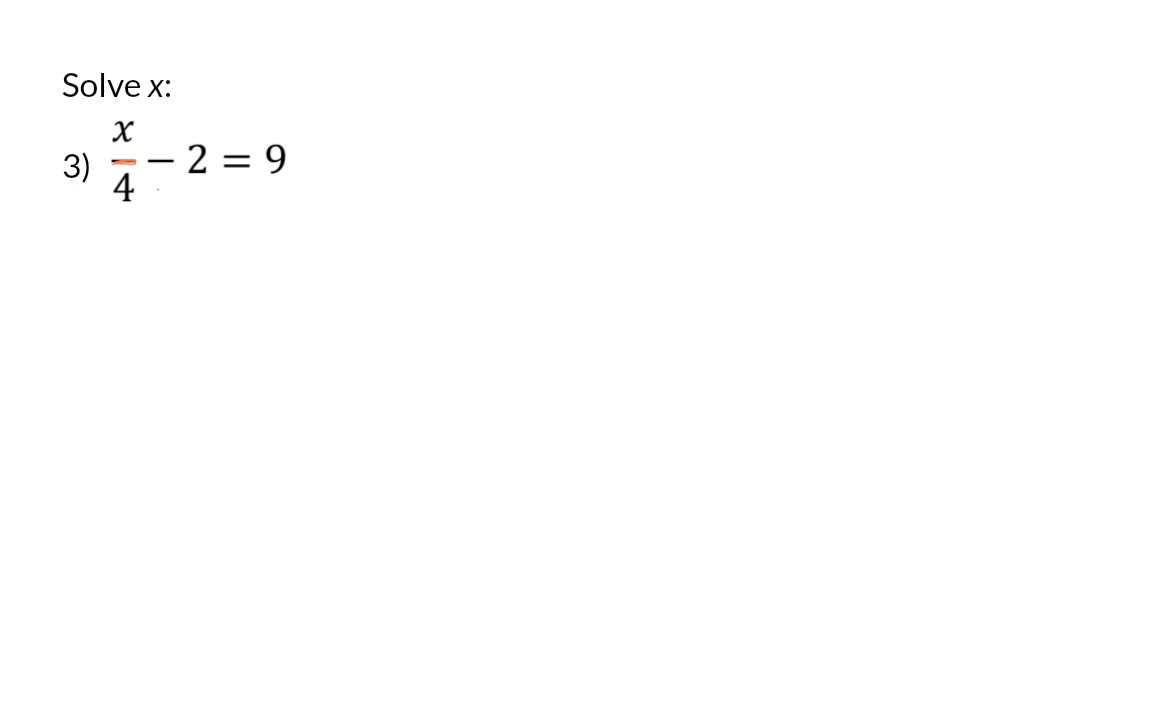 Solve x:
3) x/4 − 2 = 9